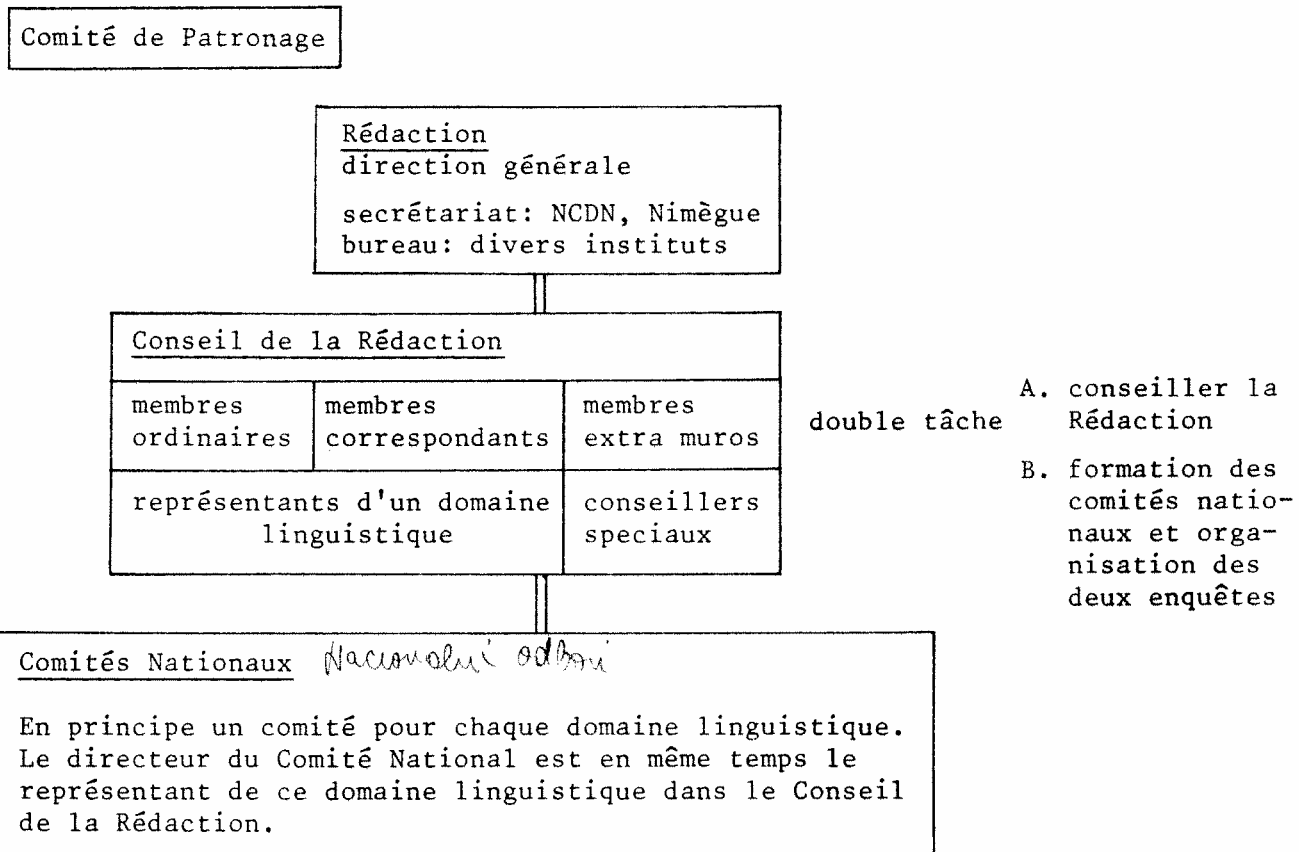 Comité de Patronage
Rédaction
direction générale
secrétariat: NCDN, Nimègue
bureau: divers instituts
Conseil de la Rédaction
membres
ordinaires
membres
correspondants
membres
extra muros
représentants d'un domaine
linguistique
conseillers
speciaux
double tâche
A. conseiller la
Rédaction
B. formation des
comités natio-
naux et orga-
nisation des
deux enquêtes
Comités Nationaux Nacionalni odbori
En principe un comité pour chaque domaine linguistique.
Le directeur du Comité National est en même temps le
représentant de ce domaine linguistique dans le Conseil
de la Rédaction.